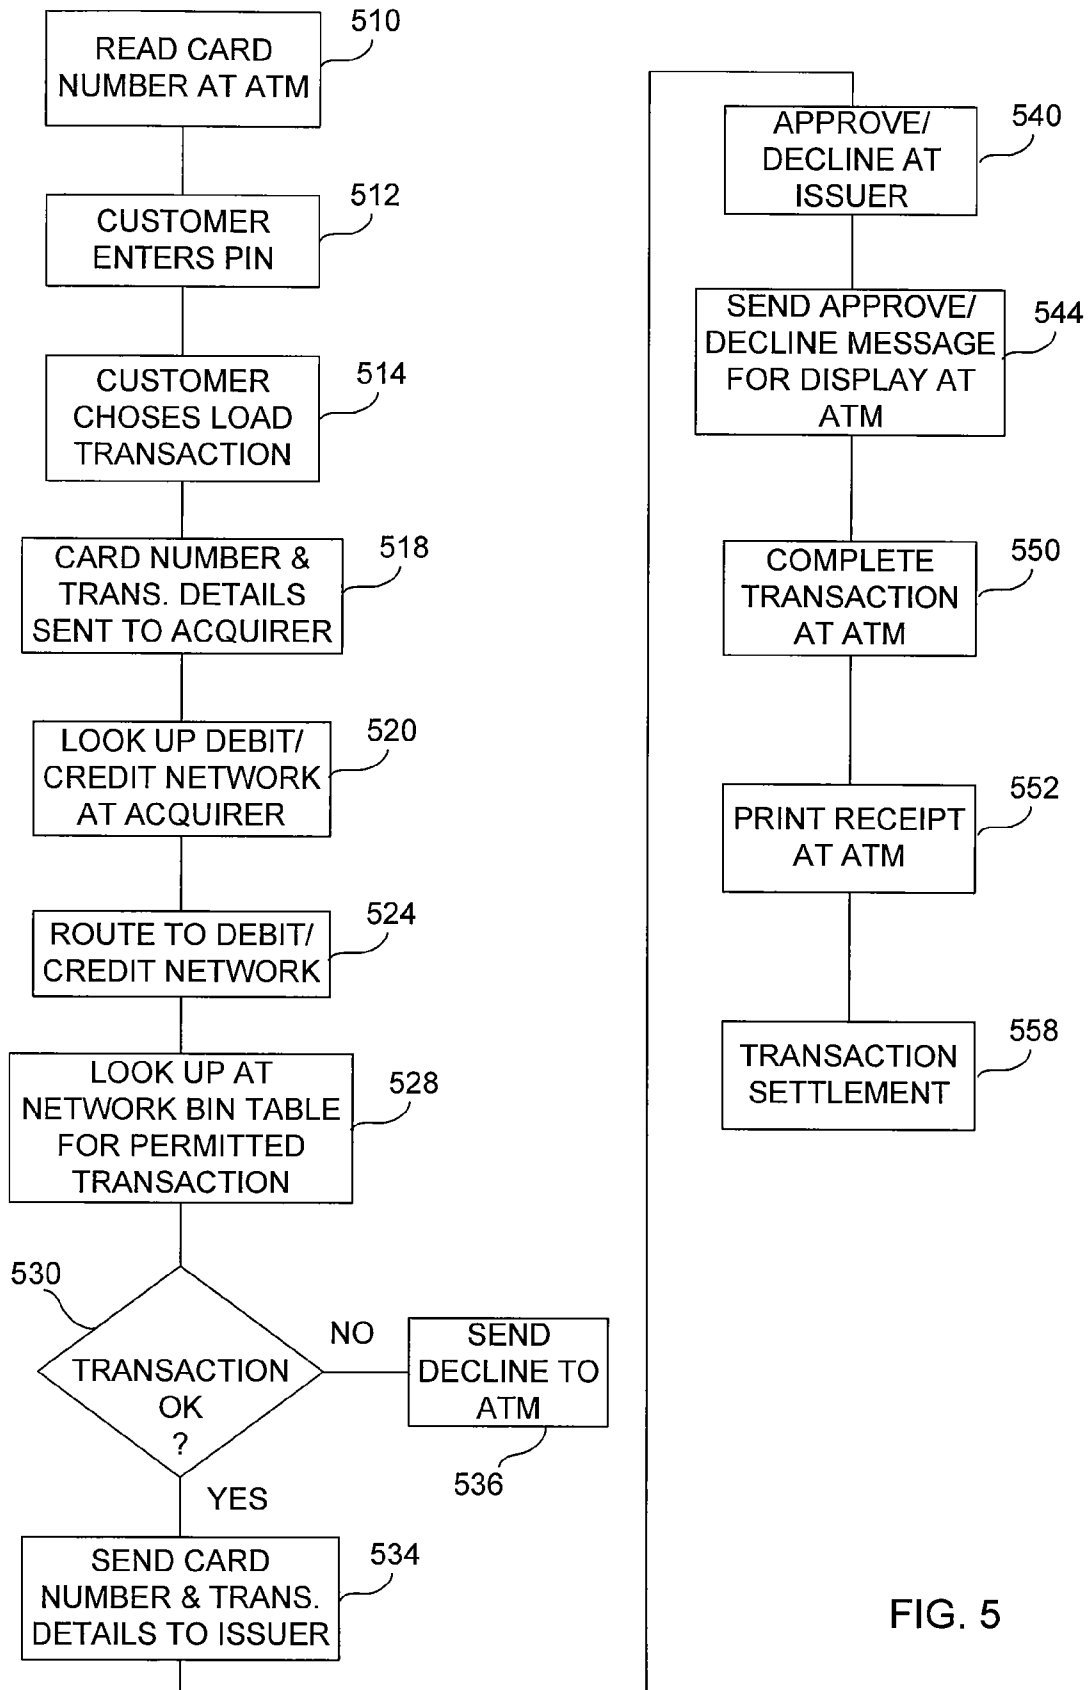 510
READ CARD
NUMBER AT ATM
512
CUSTOMER
ENTERS PIN
514
CUSTOMER
CHOSES LOAD
TRANSACTION
518
CARD NUMBER &
TRANS. DETAILS
SENT TO ACQUIRER
520
LOOK UP DEBIT/
CREDIT NETWORK
AT ACQUIRER
524
ROUTE TO DEBIT/
CREDIT NETWORK
528
LOOK UP AT
NETWORK BIN TABLE
FOR PERMITTED
TRANSACTION
530
TRANSACTION
OK
?
NO
SEND
DECLINE TO
ATM
536
YES
534
SEND CARD
NUMBER & TRANS.
DETAILS TO ISSUER
540
APPROVE/
DECLINE AT
ISSUER
544
SEND APPROVE/
DECLINE MESSAGE
FOR DISPLAY AT
ATM
550
COMPLETE
TRANSACTION
AT ATM
552
PRINT RECEIPT
AT ATM
558
TRANSACTION
SETTLEMENT
FIG. 5